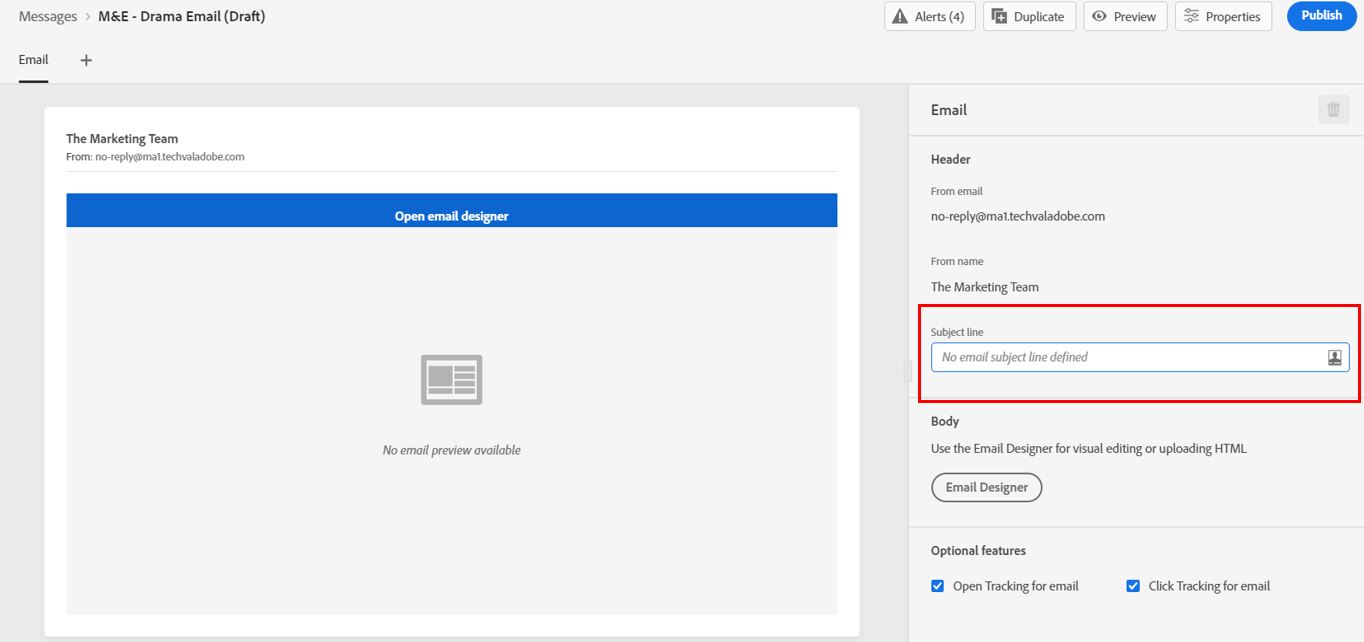 Messages > M&E - Drama Email (Draft)
Alerts (4)
Duplicate
Preview
Properties
Publish
Email
The Marketing Team
From: no-reply@ma1.techvaladobe.com
Open email designer
No email preview available
Email
Header
From email
no-reply@ma1.techvaladobe.com
From name
The Marketing Team
Subject line
No email subject line defined
Body
Use the Email Designer for visual editing or uploading HTML
Email Designer
Optional features
Open Tracking for email
Click Tracking for email